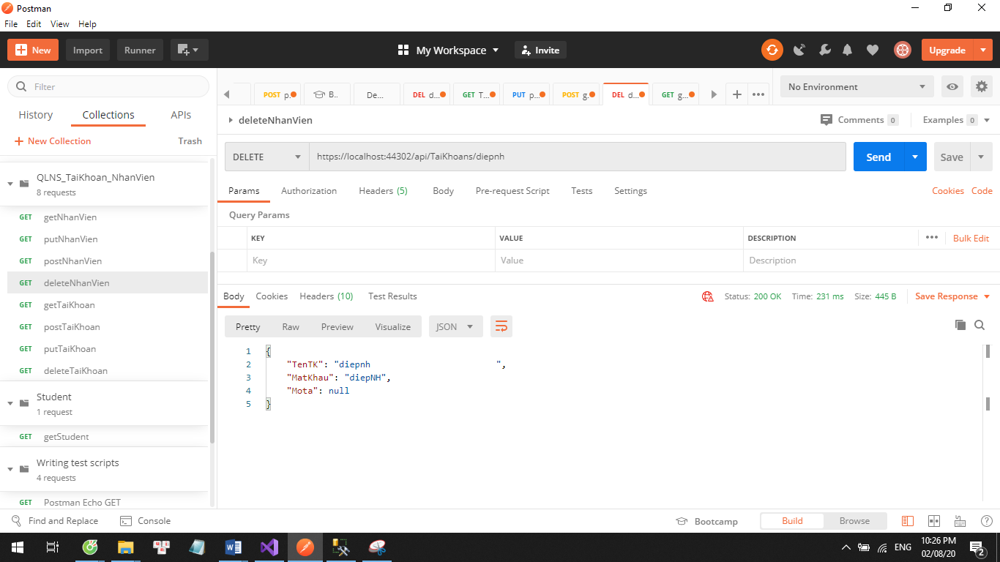 Postman
File Edit View Help
New Import Runner My Workspace Invite Upgrade
Filter
History Collections APIs
New Collection Trash
QLNS_TaiKhoan_NhanVien
8 requests
GET getNhanVien
GET putNhanVien
GET postNhanVien
GET deleteNhanVien
GET getTaiKhoan
GET postTaiKhoan
GET putTaiKhoan
GET deleteTaiKhoan
Student
1 request
GET getStudent
Writing test scripts
4 requests
GET Postman Echo GET
POST p... B.. De... DEL d... GET T... PUT p... POST g... DEL d... GET g... No Environment
deleteNhanVien Comments 0 Examples 0
DELETE https://localhost:44302/api/TaiKhoans/diepnh Send Save
Params Authorization Headers (5) Body Pre-request Script Tests Settings Cookies Code
Query Params
KEY VALUE DESCRIPTION Bulk Edit
Key Value Description
Body Cookies Headers (10) Test Results Status: 200 OK Time: 231 ms Size: 445 B Save Response
Pretty Raw Preview Visualize JSON
1 {
2 "TenTK": "diepnh                        ",
3 "MatKhau": "diepNH",
4 "Mota": null
5 }
Find and Replace Console Bootcamp Build Browse
ENG 10:26 PM
02/08/20 2